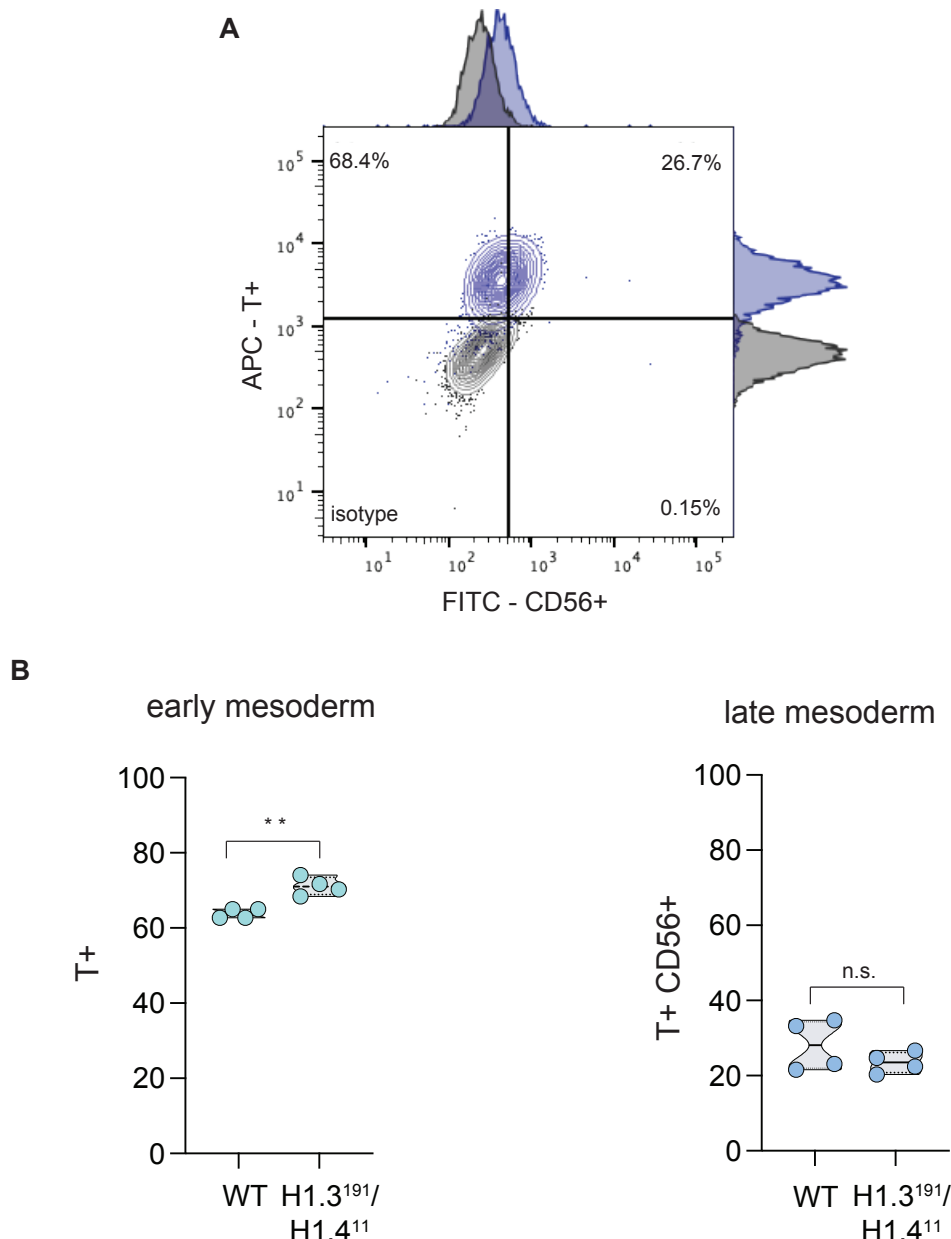 A
68.4%
26.7%
10⁵
10⁴
10³
10²
10¹
APC - T+
isotype
0.15%
10¹ 10² 10³ 10⁴ 10⁵
FITC - CD56+
B
early mesoderm
100
80
60
40
20
0
T+
**
WT H1.3¹⁹¹/
H1.4¹¹
late mesoderm
100
80
60
40
20
0
T+ CD56+
n.s.
WT H1.3¹⁹¹/
H1.4¹¹